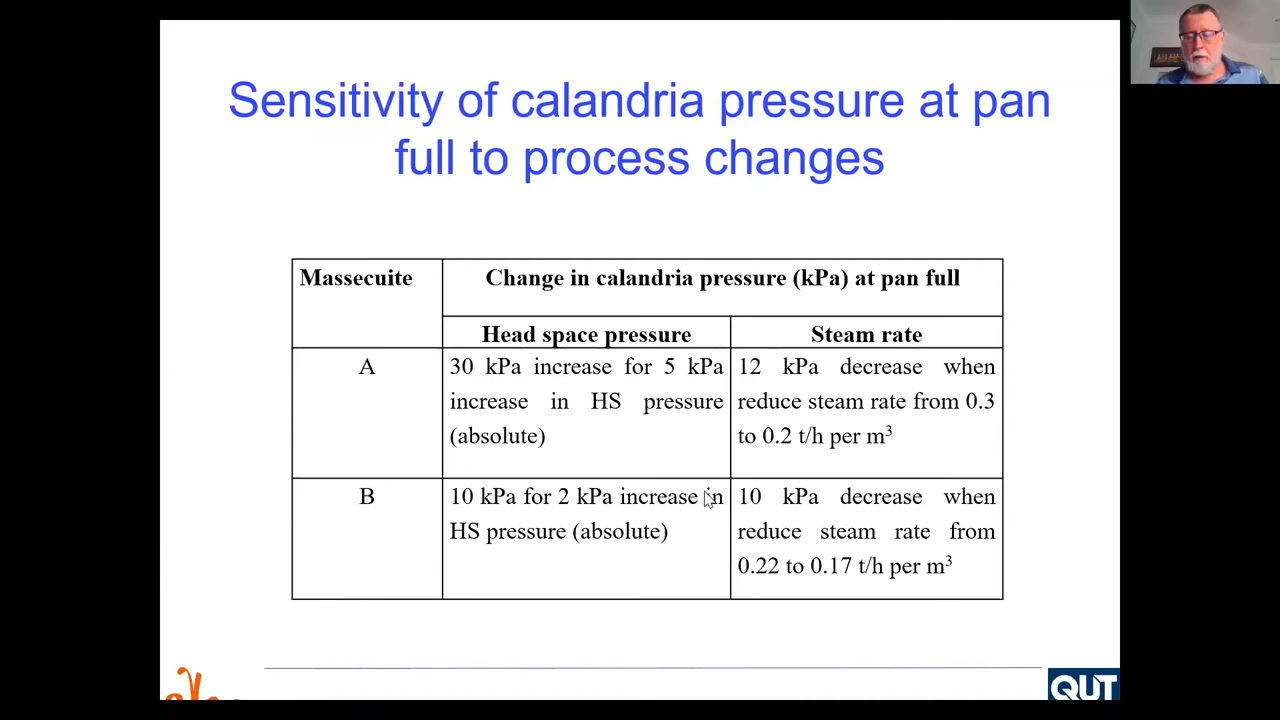 Sensitivity of calandria pressure at pan
full to process changes
Massecuite
Change in calandria pressure (kPa) at pan full
Head space pressure
Steam rate
A
30 kPa increase for 5 kPa
increase in HS pressure
(absolute)
12 kPa decrease when
reduce steam rate from 0.3
to 0.2 t/h per m³
B
10 kPa for 2 kPa increase in
HS pressure (absolute)
10 kPa decrease when
reduce steam rate from
0.22 to 0.17 t/h per m³
QUT